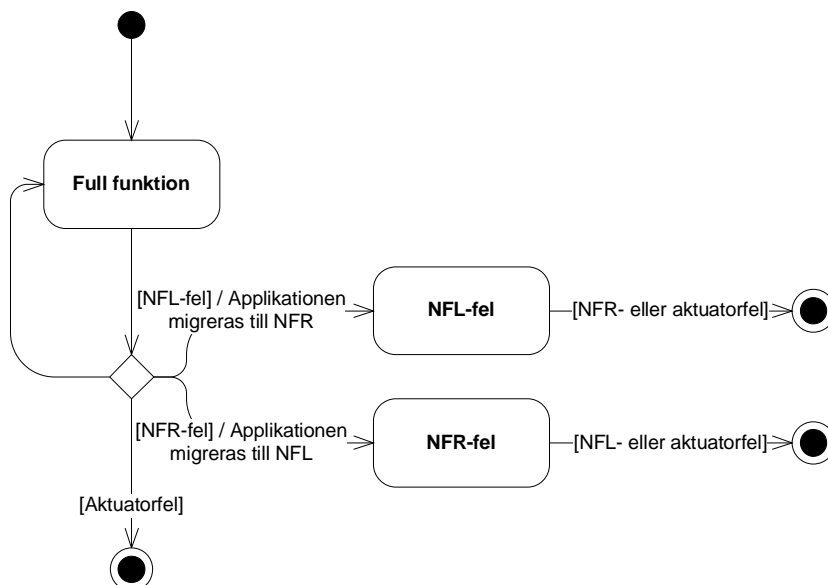 Full funktion
[NFL-fel] / Applikationen
migreras till NFR
NFL-fel
[NFR- eller aktuatorfel]
[NFR-fel] / Applikationen
migreras till NFL
NFR-fel
[NFL- eller aktuatorfel]
[Aktuatorfel]